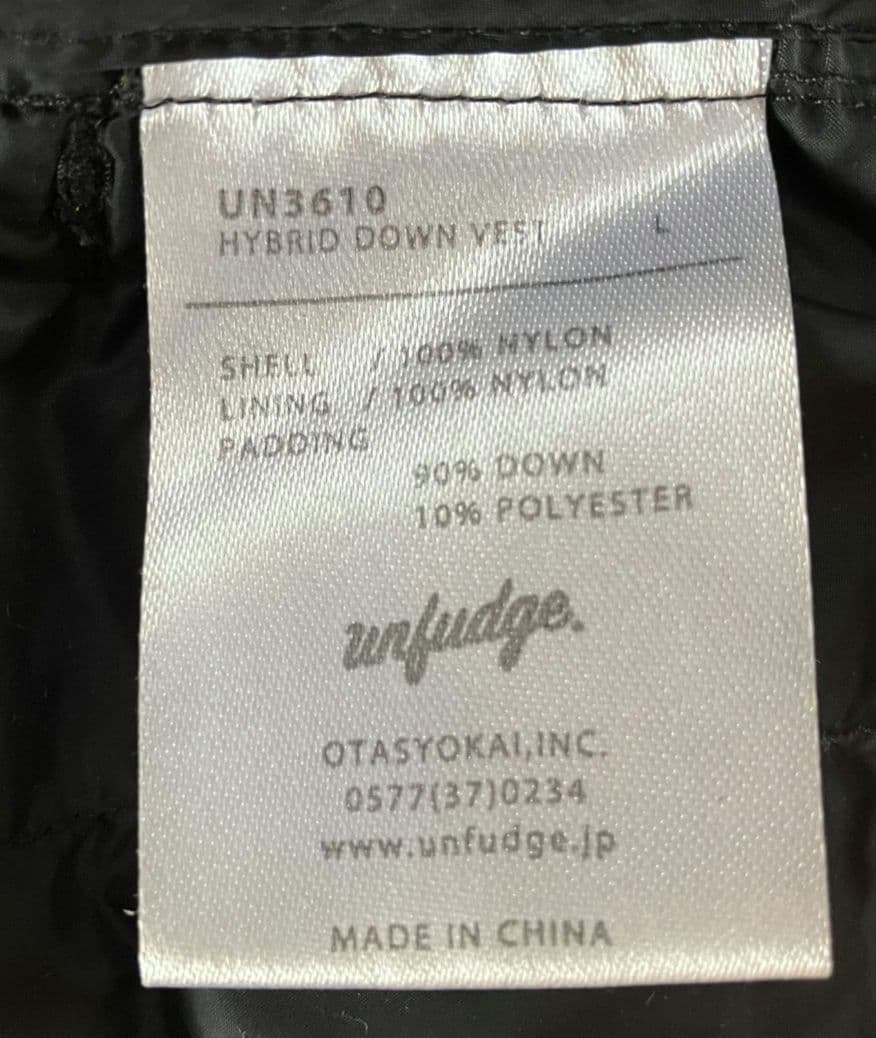 UN3610
HYBRID DOWN VEST L
SHELL / 100% NYLON
LINING / 100% NYLON
PADDING
90% DOWN
10% POLYESTER
unfudge.
OTASYOKAI,INC.
0577(37)0234
www.unfudge.jp
MADE IN CHINA